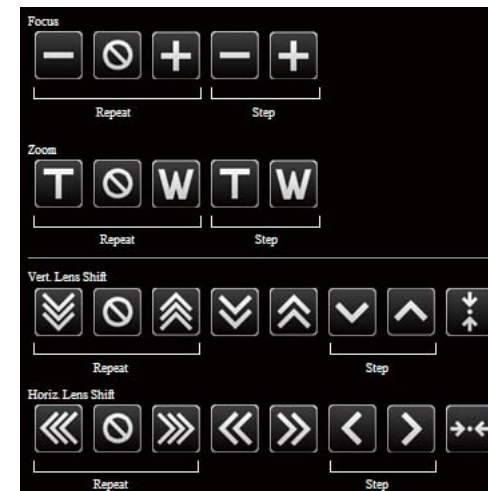 Focus
Repeat Step
Zoom
T W T W
Repeat Step
Vert. Lens Shift
Repeat Step
Horiz. Lens Shift
Repeat Step